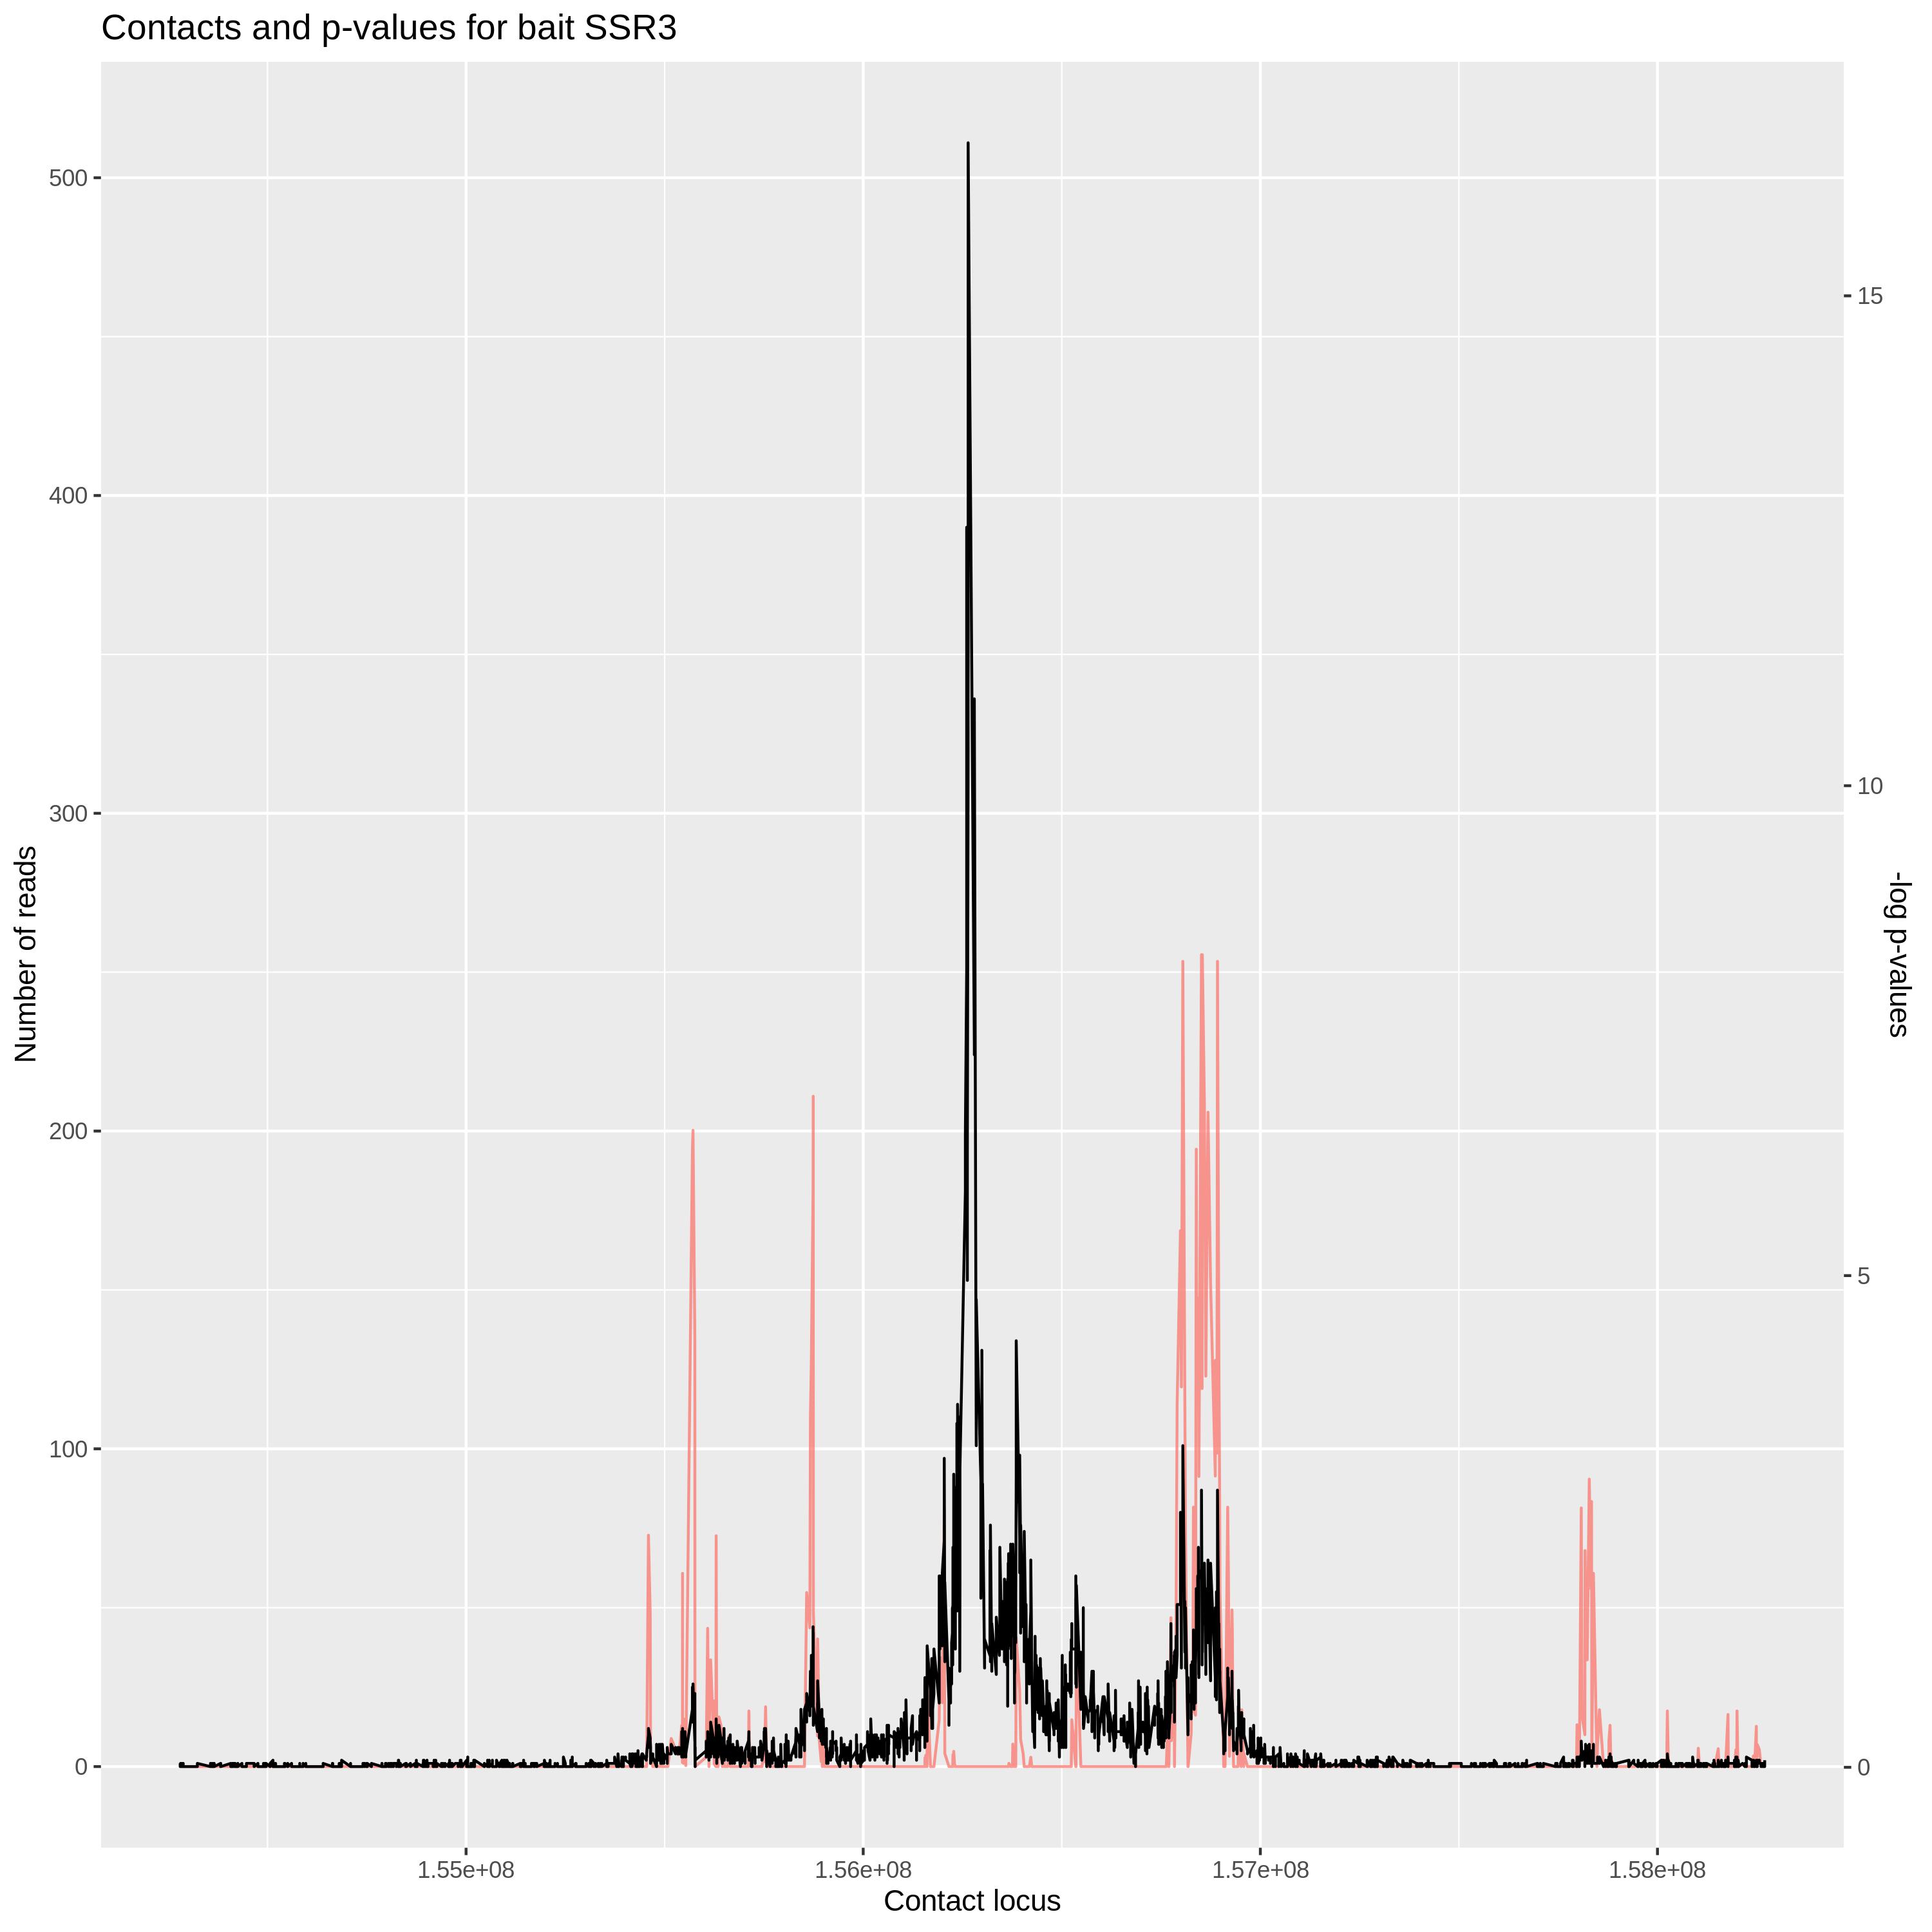 Contacts and p-values for bait SSR3
Number of reads
500
400
300
200
100
0
15
10
5
0
-log p-values
1.55e+08
1.56e+08
1.57e+08
1.58e+08
Contact locus